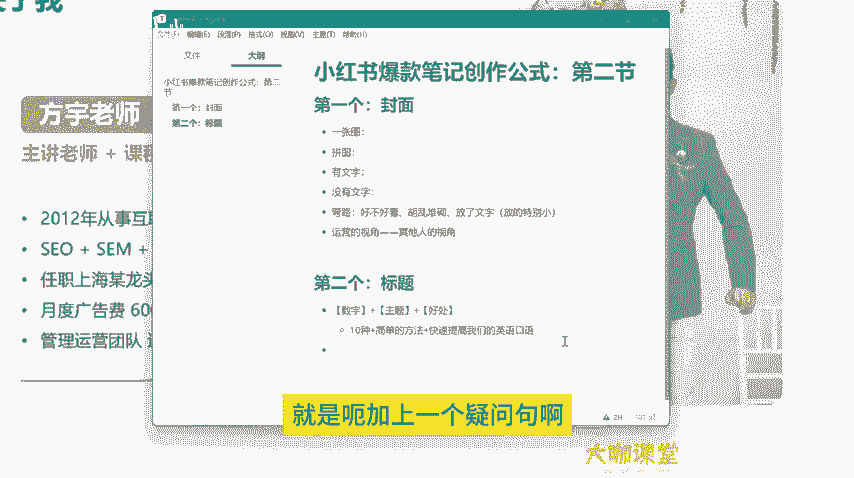 方宇老师
主讲老师 + 课程
2012年从事互联
SEO + SEM +
任职上海某龙头
月度广告费 600
管理运营团队
编辑(E) 段落(P) 格式(O) 视图(V) 主题(T) 帮助(H)
文件 大纲
小红书爆款笔记创作公式：第二
节
第一个：封面
第二个：标题
小红书爆款笔记创作公式：第二节
第一个：封面
一张图：
拼图：
有文字：
没有文字：
弯路：好不好看、胡乱堆砌、放了文字（放的特别小）
运营的视角——其他人的视角
第二个：标题
【数字】+【主题】+【好处】
10种+简单的方法+快速提高我们的英语口语
就是呃加上一个疑问句啊
大咖课堂